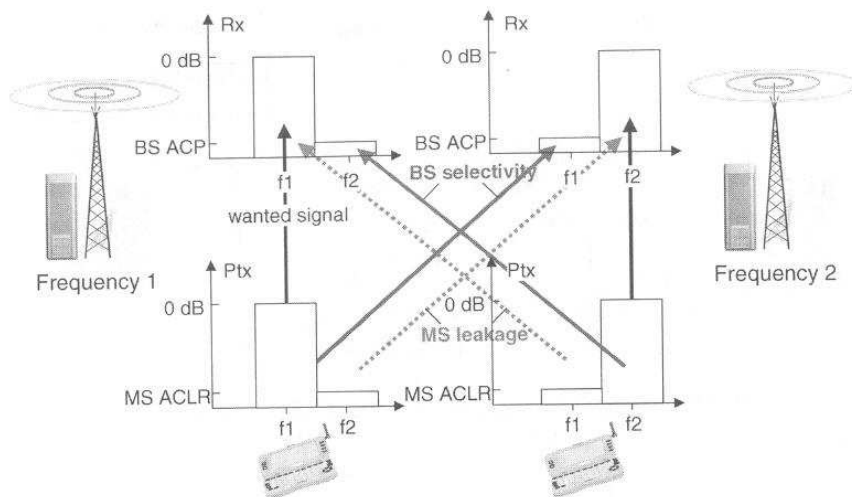 Rx
Rx
0 dB
0 dB
BS ACP
BS ACP
f1
f2
BS selectivity
f1
f2
wanted signal
Frequency 1
Frequency 2
Ptx
Ptx
0 dB
0 dB
MS leakage
MS ACLR
MS ACLR
f1
f2
f1
f2